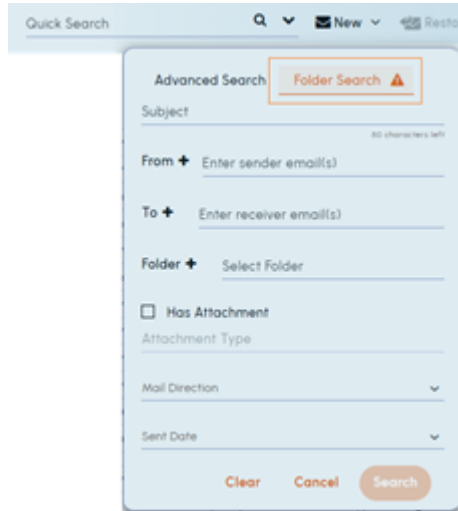 Quick Search New Resto
Advanced Search Folder Search
Subject
80 characters left
From + Enter sender email(s)
To + Enter receiver email(s)
Folder + Select Folder
Has Attachment
Attachment Type
Mail Direction
Sent Date
Clear Cancel Search